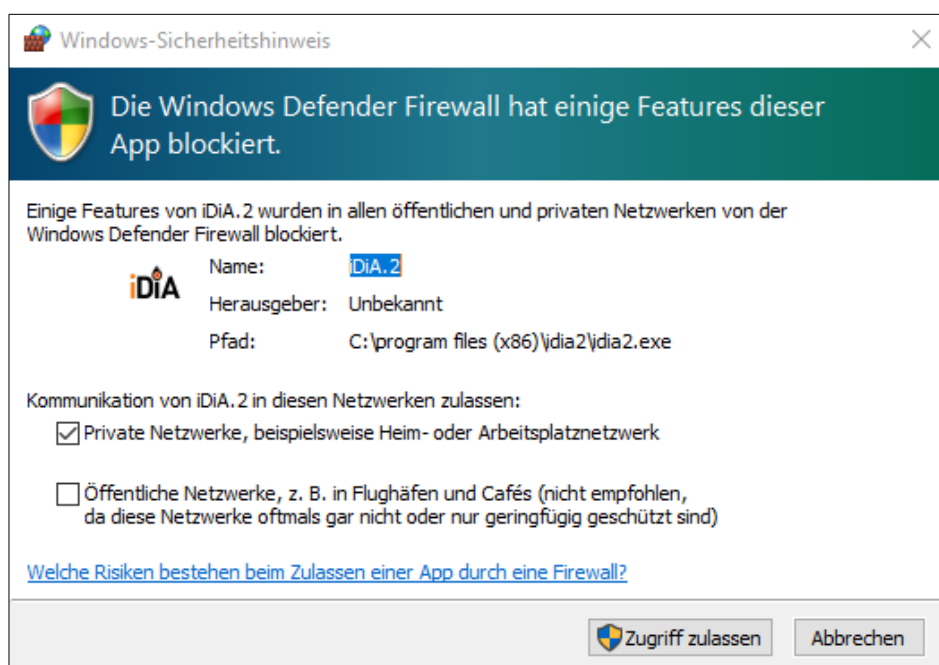 Windows-Sicherheitshinweis
Die Windows Defender Firewall hat einige Features dieser
App blockiert.
Einige Features von iDiA.2 wurden in allen öffentlichen und privaten Netzwerken von der
Windows Defender Firewall blockiert.
iDiA
Name: iDiA.2
Herausgeber: Unbekannt
Pfad: C:\program files (x86)\idia2\idia2.exe
Kommunikation von iDiA.2 in diesen Netzwerken zulassen:
Private Netzwerke, beispielsweise Heim- oder Arbeitsplatznetzwerk
Öffentliche Netzwerke, z. B. in Flughäfen und Cafés (nicht empfohlen,
da diese Netzwerke oftmals gar nicht oder nur geringfügig geschützt sind)
Welche Risiken bestehen beim Zulassen einer App durch eine Firewall?
Zugriff zulassen Abbrechen